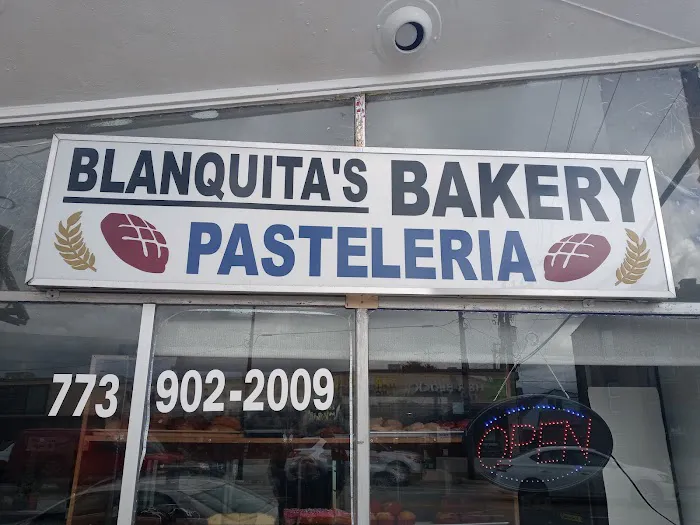 BLANQUITA'S BAKERY
PASTELERIA
773 902-2009
OPEN